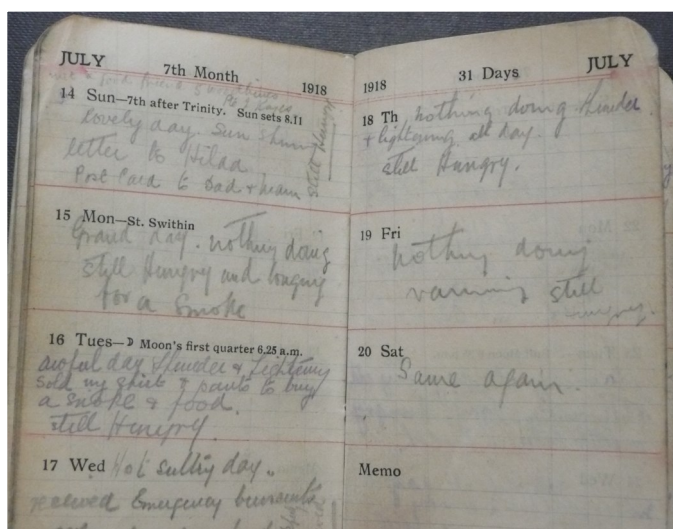 JULY 7th Month 1918
met a good friend
14 Sun—7th after Trinity. Sun sets 8.11
Lovely day. Sun shining
letter to Hilda
Post Card to Dad & Mam
still Hungry
15 Mon—St. Swithin
Grand day. nothing doing
still Hungry and longing
for a Smoke
16 Tues—D Moon's first quarter 6.25 a.m.
awful day Thunder & Lightning
sold my shirt & pants to buy
a smoke & food.
still Hungry.
17 Wed Hot sultry day..
received Emergency biscuits
1918 31 Days JULY
18 Th nothing doing Thunder
+ lightning all day.
still Hungry.
19 Fri
nothing doing
raining still
hungry.
20 Sat
Same again.
Memo